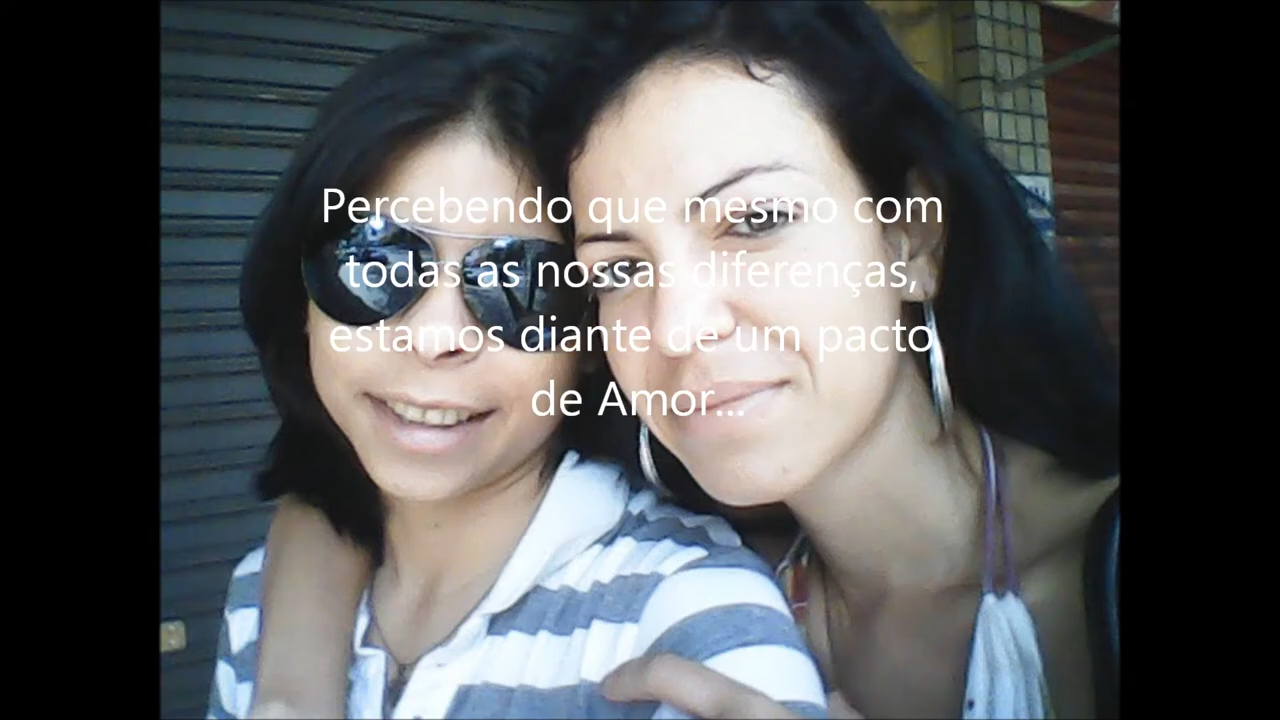 Percebendo que mesmo com
todas as nossas diferenças,
estamos diante de um pacto
de Amor...